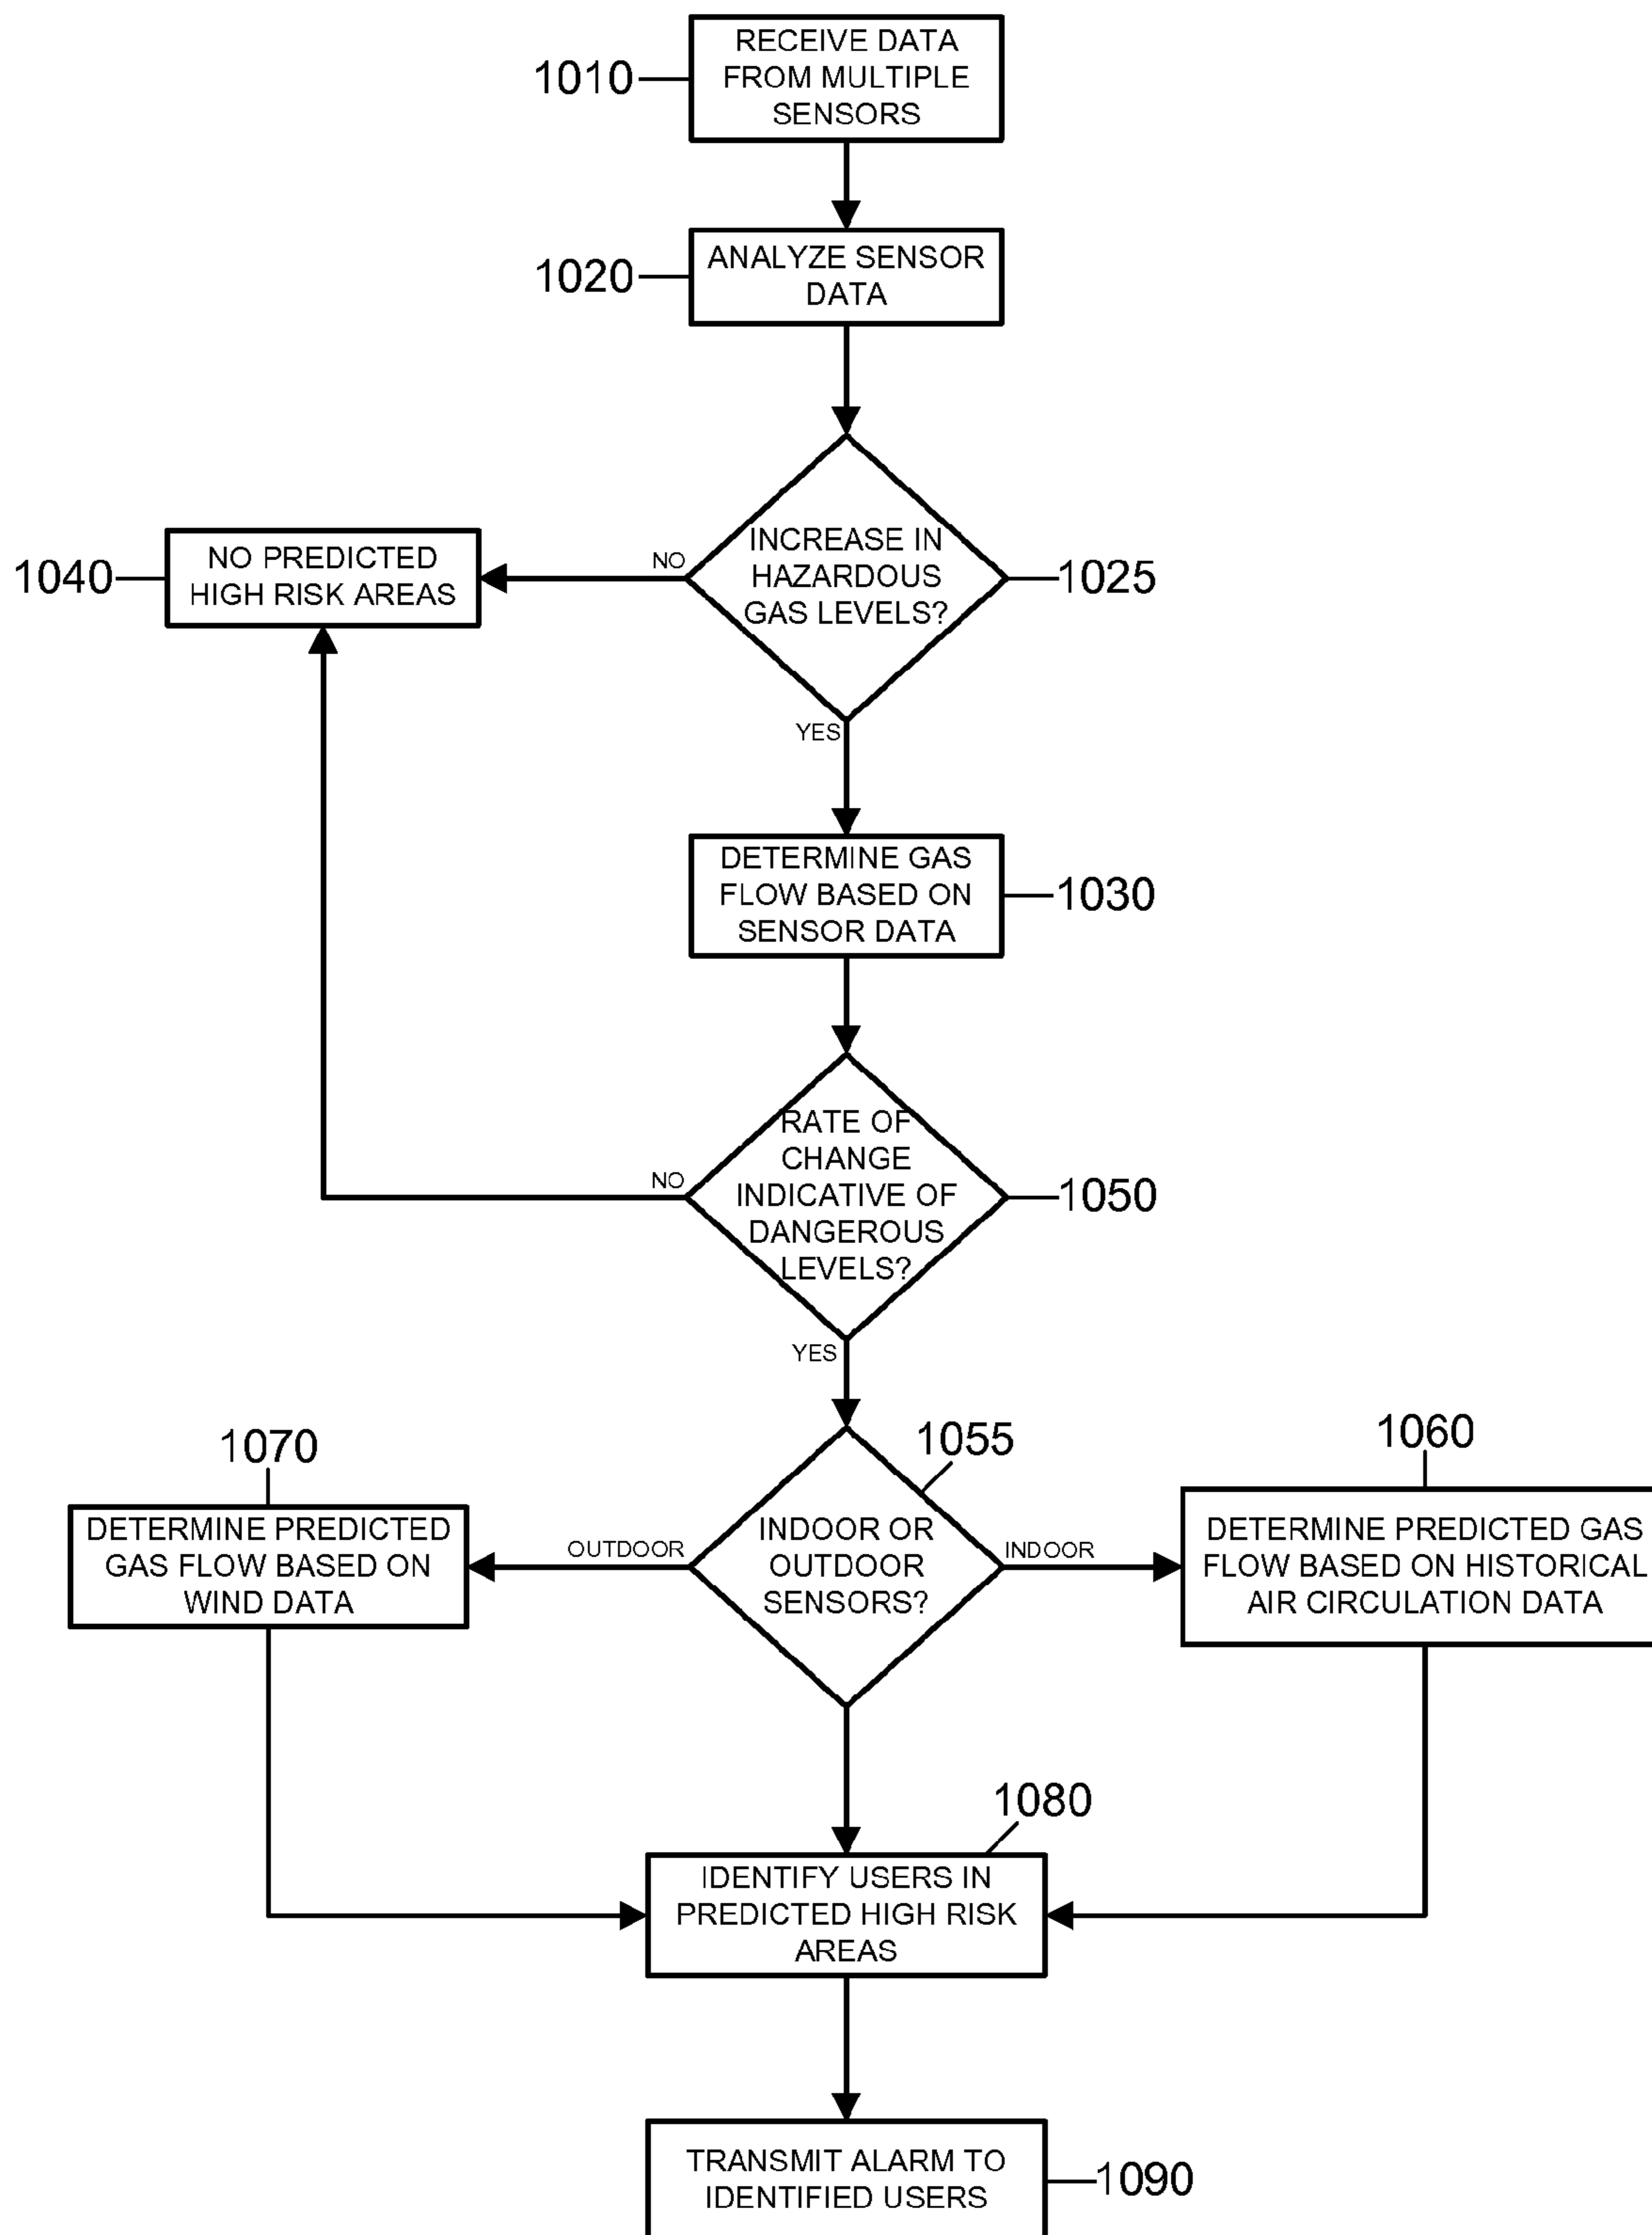 RECEIVE DATA
FROM MULTIPLE
SENSORS
1010
ANALYZE SENSOR
DATA
1020
INCREASE IN
HAZARDOUS
GAS LEVELS?
1025
NO
NO PREDICTED
HIGH RISK AREAS
1040
YES
DETERMINE GAS
FLOW BASED ON
SENSOR DATA
1030
RATE OF
CHANGE
INDICATIVE OF
DANGEROUS
LEVELS?
1050
NO
YES
1055
INDOOR OR
OUTDOOR
SENSORS?
OUTDOOR
INDOOR
1070
DETERMINE PREDICTED
GAS FLOW BASED ON
WIND DATA
1060
DETERMINE PREDICTED GAS
FLOW BASED ON HISTORICAL
AIR CIRCULATION DATA
1080
IDENTIFY USERS IN
PREDICTED HIGH RISK
AREAS
TRANSMIT ALARM TO
IDENTIFIED USERS
1090